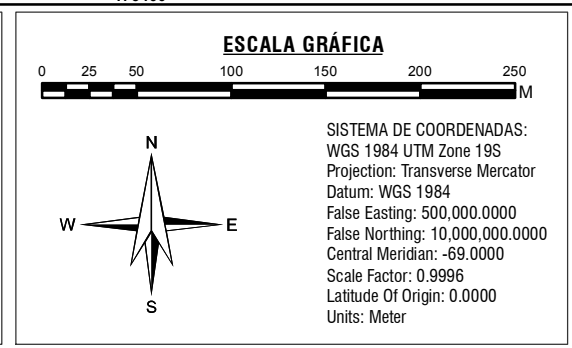 ESCALA GRÁFICA
0 25 50 100 150 200 250
M
N
W E
S
SISTEMA DE COORDENADAS:
WGS 1984 UTM Zone 19S
Projection: Transverse Mercator
Datum: WGS 1984
False Easting: 500,000.0000
False Northing: 10,000,000.0000
Central Meridian: -69.0000
Scale Factor: 0.9996
Latitude Of Origin: 0.0000
Units: Meter